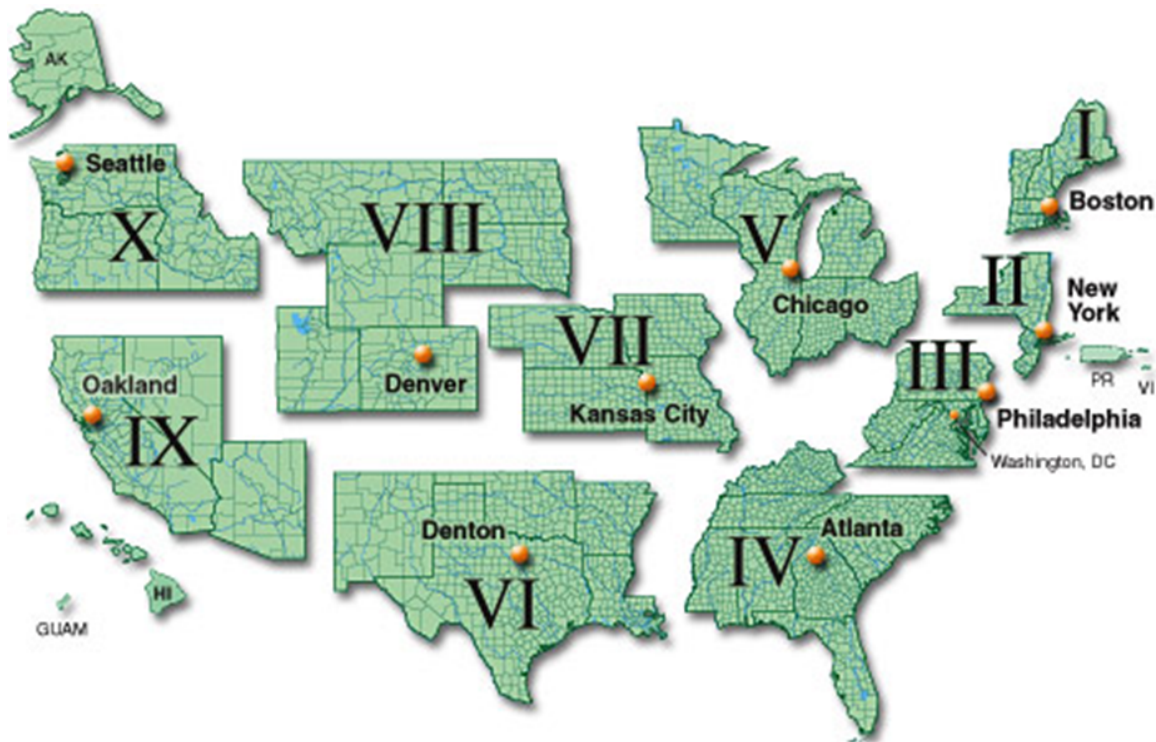 AK
Seattle
X
VIII
V
I
Boston
II
New
York
Chicago
VII
III
PR
VI
Denver
Kansas City
Philadelphia
Washington, DC
Oakland
IX
Denton
VI
Atlanta
IV
HI
GUAM